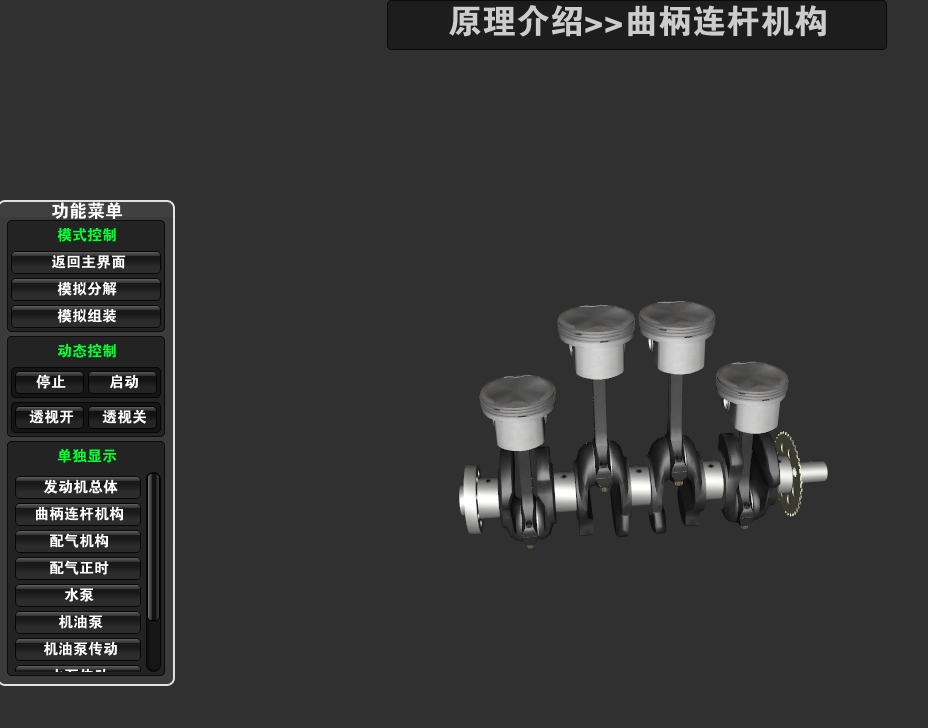 原理介绍>>曲柄连杆机构
功能菜单
模式控制
返回主界面
模拟分解
模拟组装
动态控制
停止 启动
透视开 透视关
单独显示
发动机总体
曲柄连杆机构
配气机构
配气正时
水泵
机油泵
机油泵传动